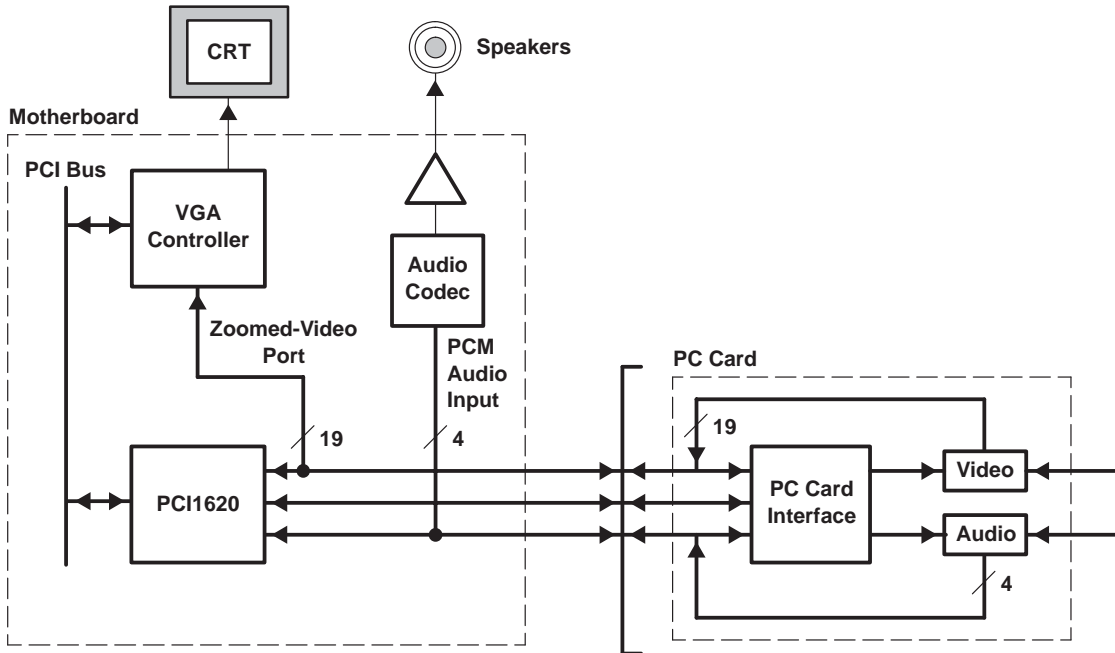 CRT
Speakers
Motherboard
PCI Bus
VGA
Controller
Audio
Codec
Zoomed-Video
Port
PCM
Audio
Input
19
4
PCI1620
PC Card
19
PC Card
Interface
Video
Audio
4